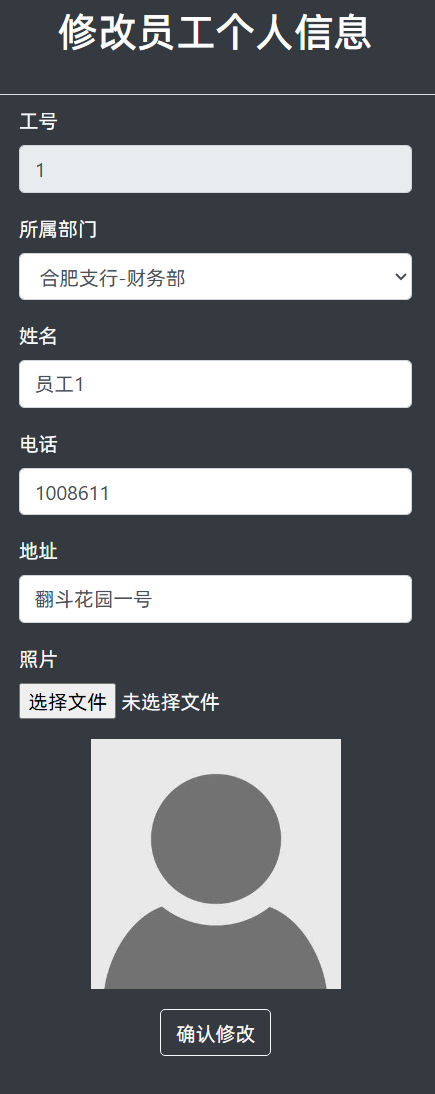 修改员工个人信息
工号
1
所属部门
合肥支行-财务部
姓名
员工1
电话
1008611
地址
翻斗花园一号
照片
选择文件 未选择文件
确认修改